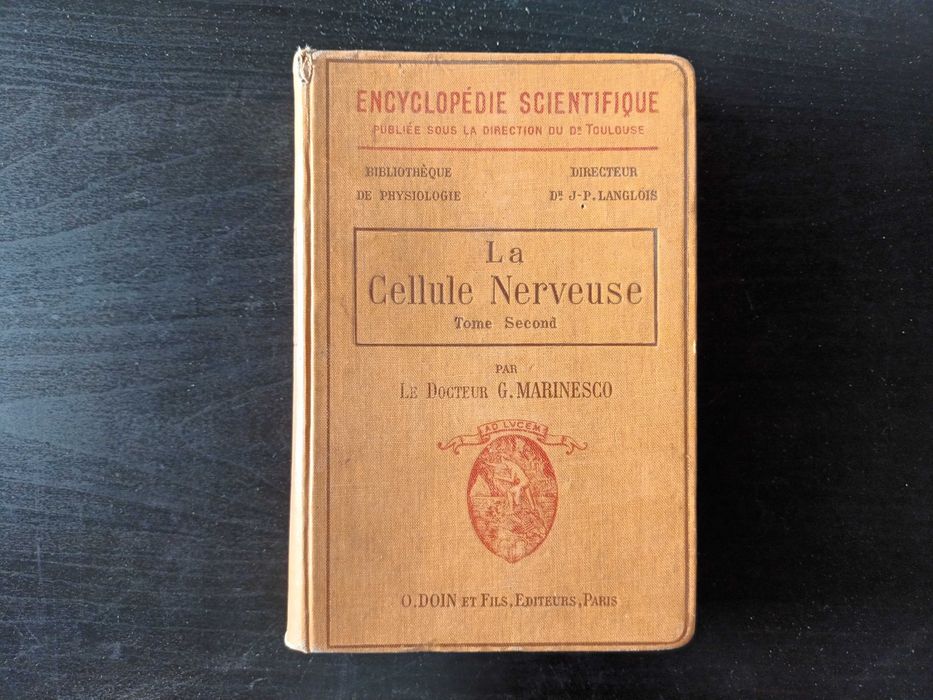 ENCYCLOPÉDIE SCIENTIFIQUE
PUBLIÉE SOUS LA DIRECTION DU DR TOULOUSE
BIBLIOTHÈQUE
DE PHYSIOLOGIE
DIRECTEUR
DR J-P. LANGLOIS
La
Cellule Nerveuse
Tome Second
PAR
LE DOCTEUR G. MARINESCO
AD LVCEM
O. DOIN ET FILS, EDITEURS, PARIS